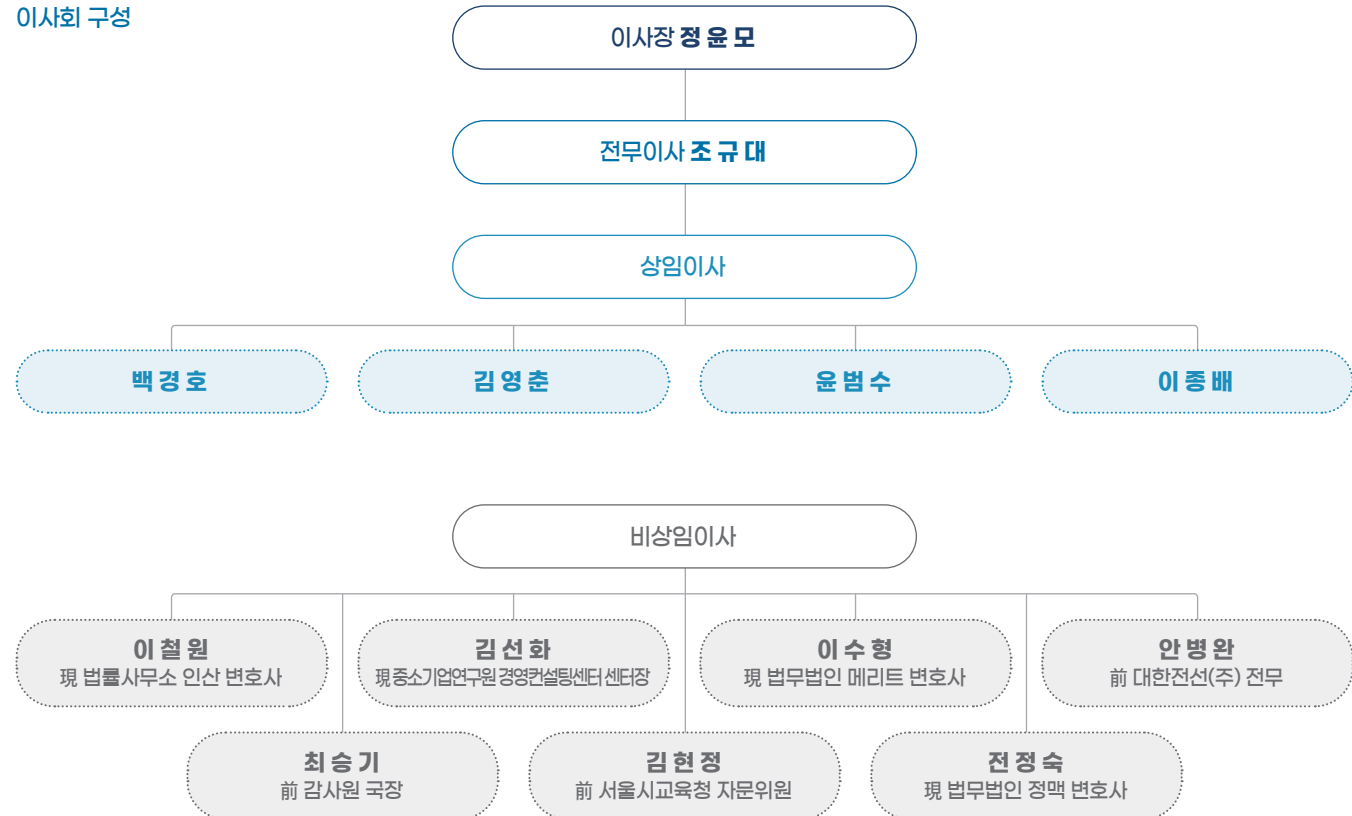 이사회 구성
이사장 정윤모
전무이사 조규대
상임이사
백경호
김영춘
윤범수
이종배
비상임이사
이철원
現 법률사무소 인산 변호사
김선화
現 중소기업연구원 경영컨설팅센터 센터장
이수형
現 법무법인 메리트 변호사
안병완
前 대한전선(주) 전무
최승기
前 감사원 국장
김현정
前 서울시교육청 자문위원
전정숙
現 법무법인 정맥 변호사